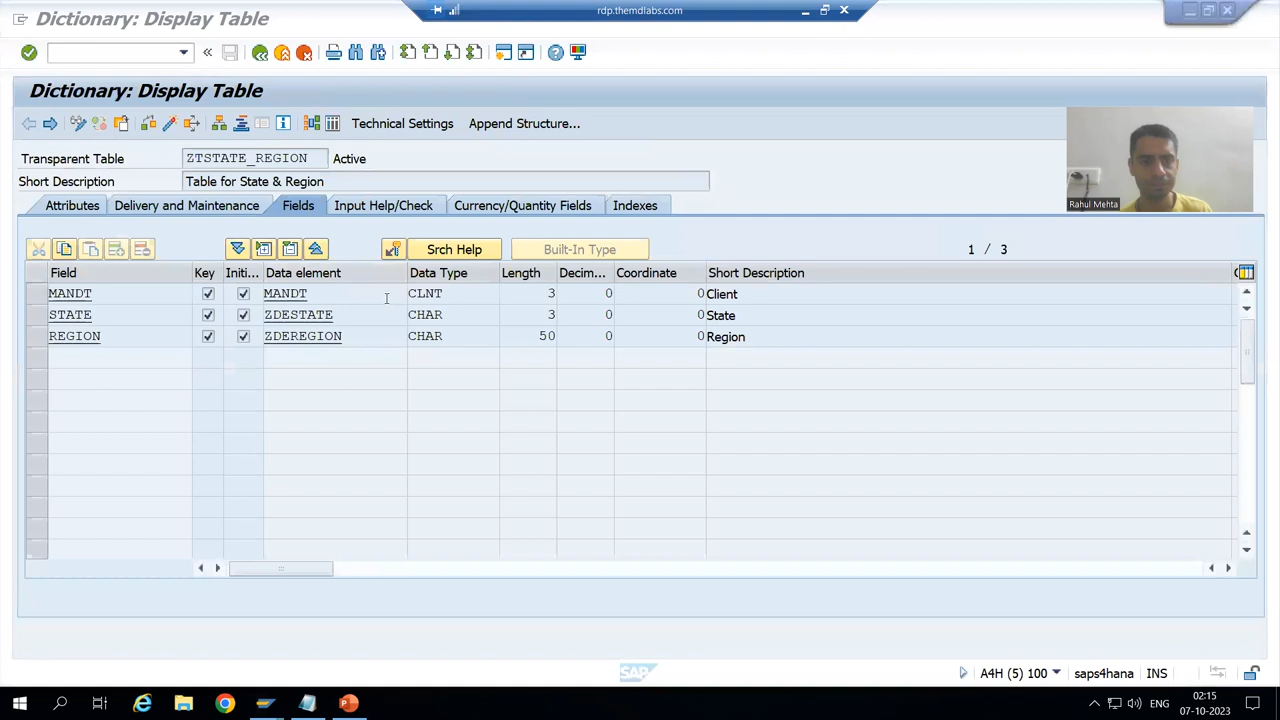 Dictionary: Display Table
rdp.themdlabs.com
Dictionary: Display Table
Technical Settings Append Structure...
Transparent Table ZTSTATE_REGION Active
Short Description Table for State & Region
Rahul Mehta
Attributes Delivery and Maintenance Fields Input Help/Check Currency/Quantity Fields Indexes
Srch Help Built-In Type 1 / 3
Field Key Initi... Data element Data Type Length Decim... Coordinate Short Description
MANDT MANDT CLNT 3 0 0 Client
STATE ZDESTATE CHAR 3 0 0 State
REGION ZDEREGION CHAR 50 0 0 Region
SAP A4H (5) 100 saps4hana INS
ENG 02:15
07-10-2023